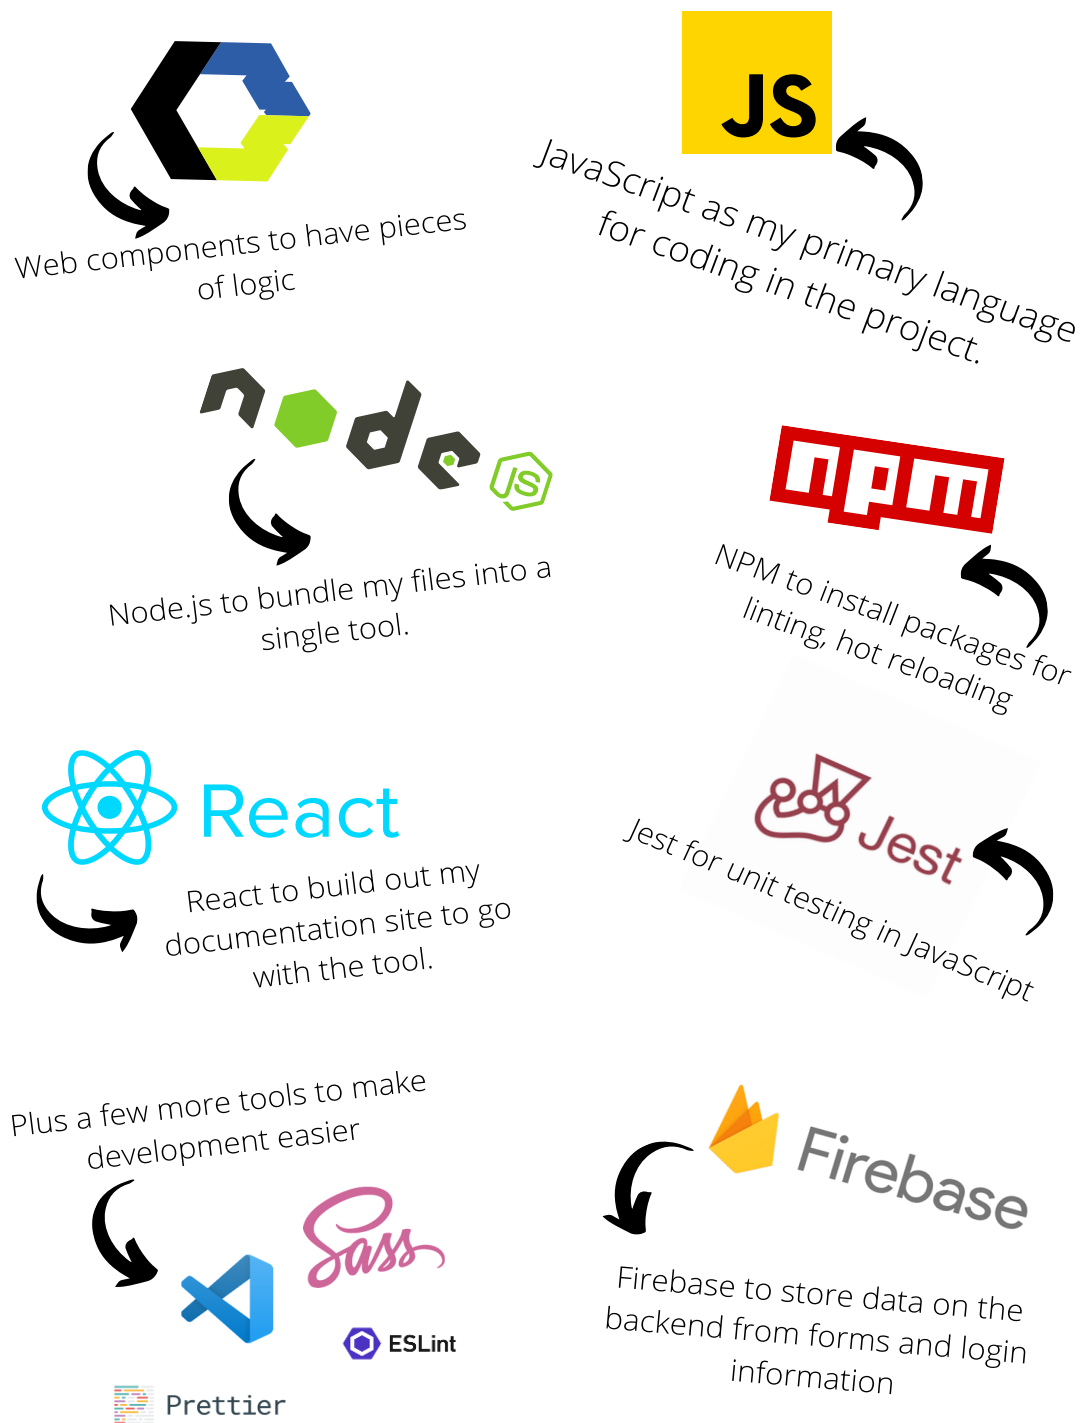 JS
Web components to have pieces
of logic
JavaScript as my primary language
for coding in the project.
node
JS
Node.js to bundle my files into a
single tool.
npm
NPM to install packages for
linting, hot reloading
React
React to build out my
documentation site to go
with the tool.
Jest
Jest for unit testing in JavaScript
Plus a few more tools to make
development easier
Sass
ESLint
Prettier
Firebase
Firebase to store data on the
backend from forms and login
information